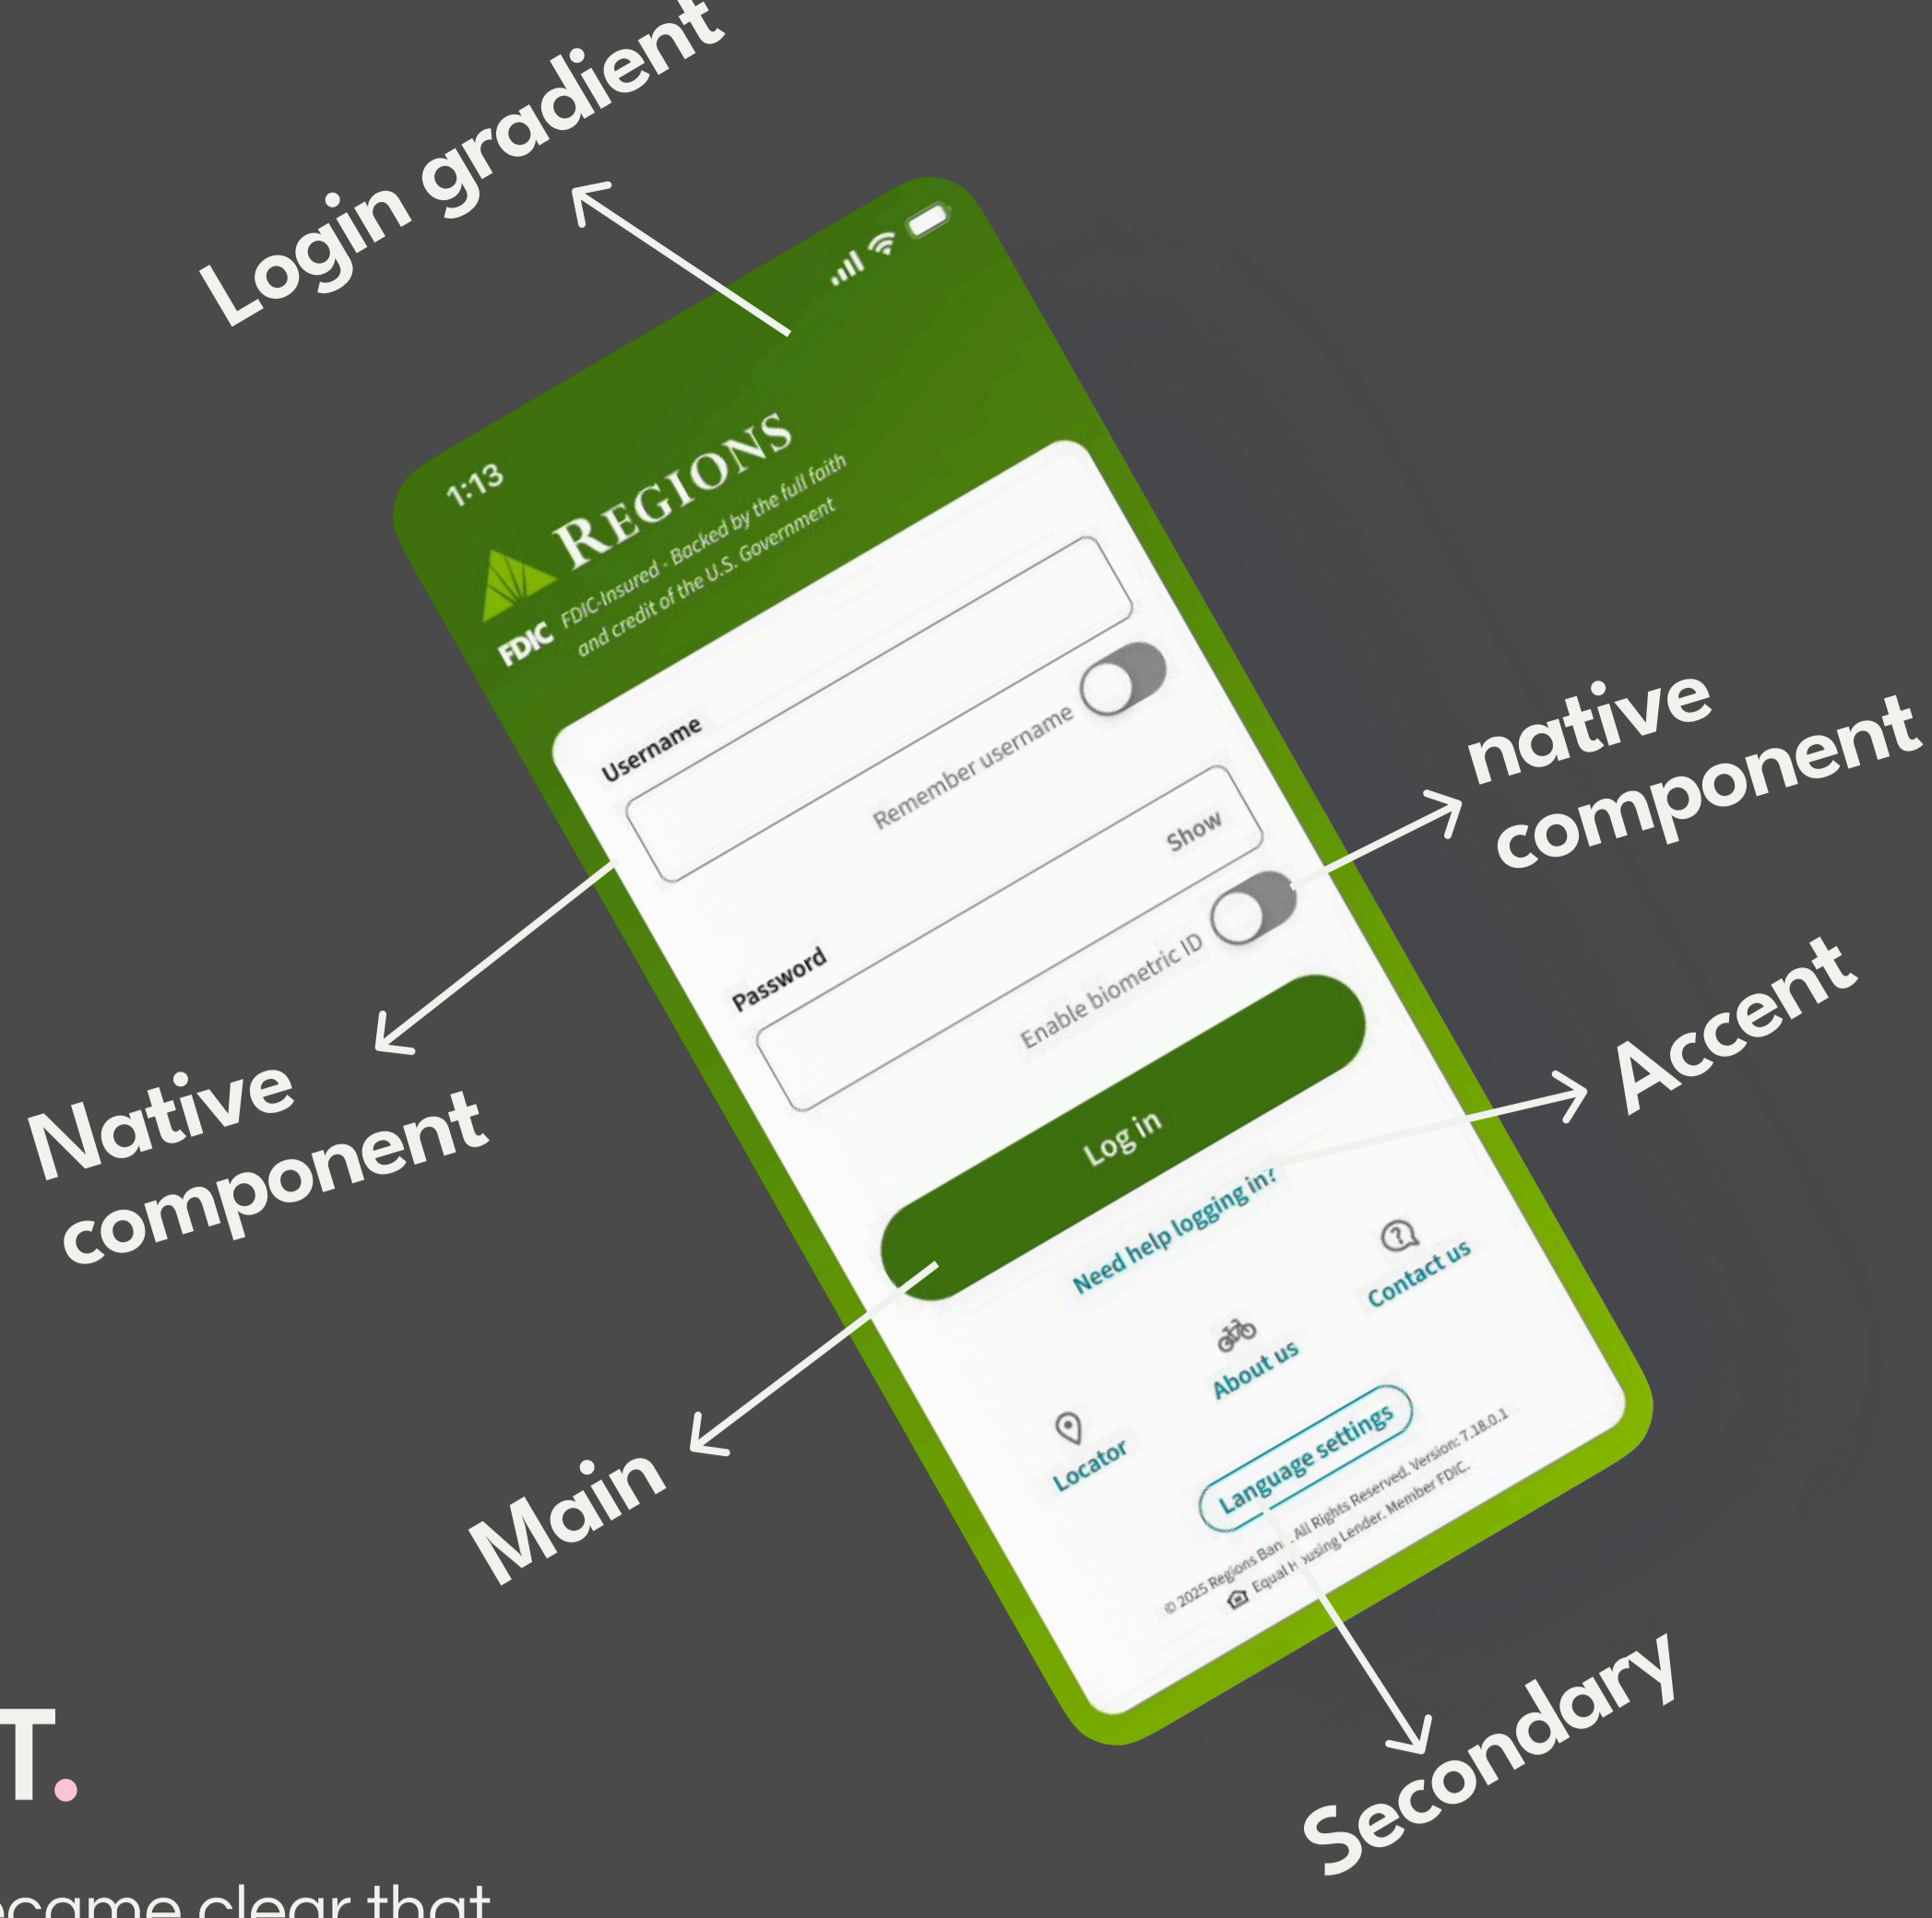 Login gradient
1:13
REGIONS
FDIC FDIC-Insured - Backed by the full faith
and credit of the U.S. Government
Username
Remember username
Password
Show
Enable biometric ID
Log in
Need help logging in?
Locator
About us
Contact us
Language settings
© 2025 Regions Ban All Rights Reserved. Version: 7.18.0.1
Equal H using Lender. Member FDIC.
native
component
Native
component
Accent
Main
Secondary
T.
came clear that